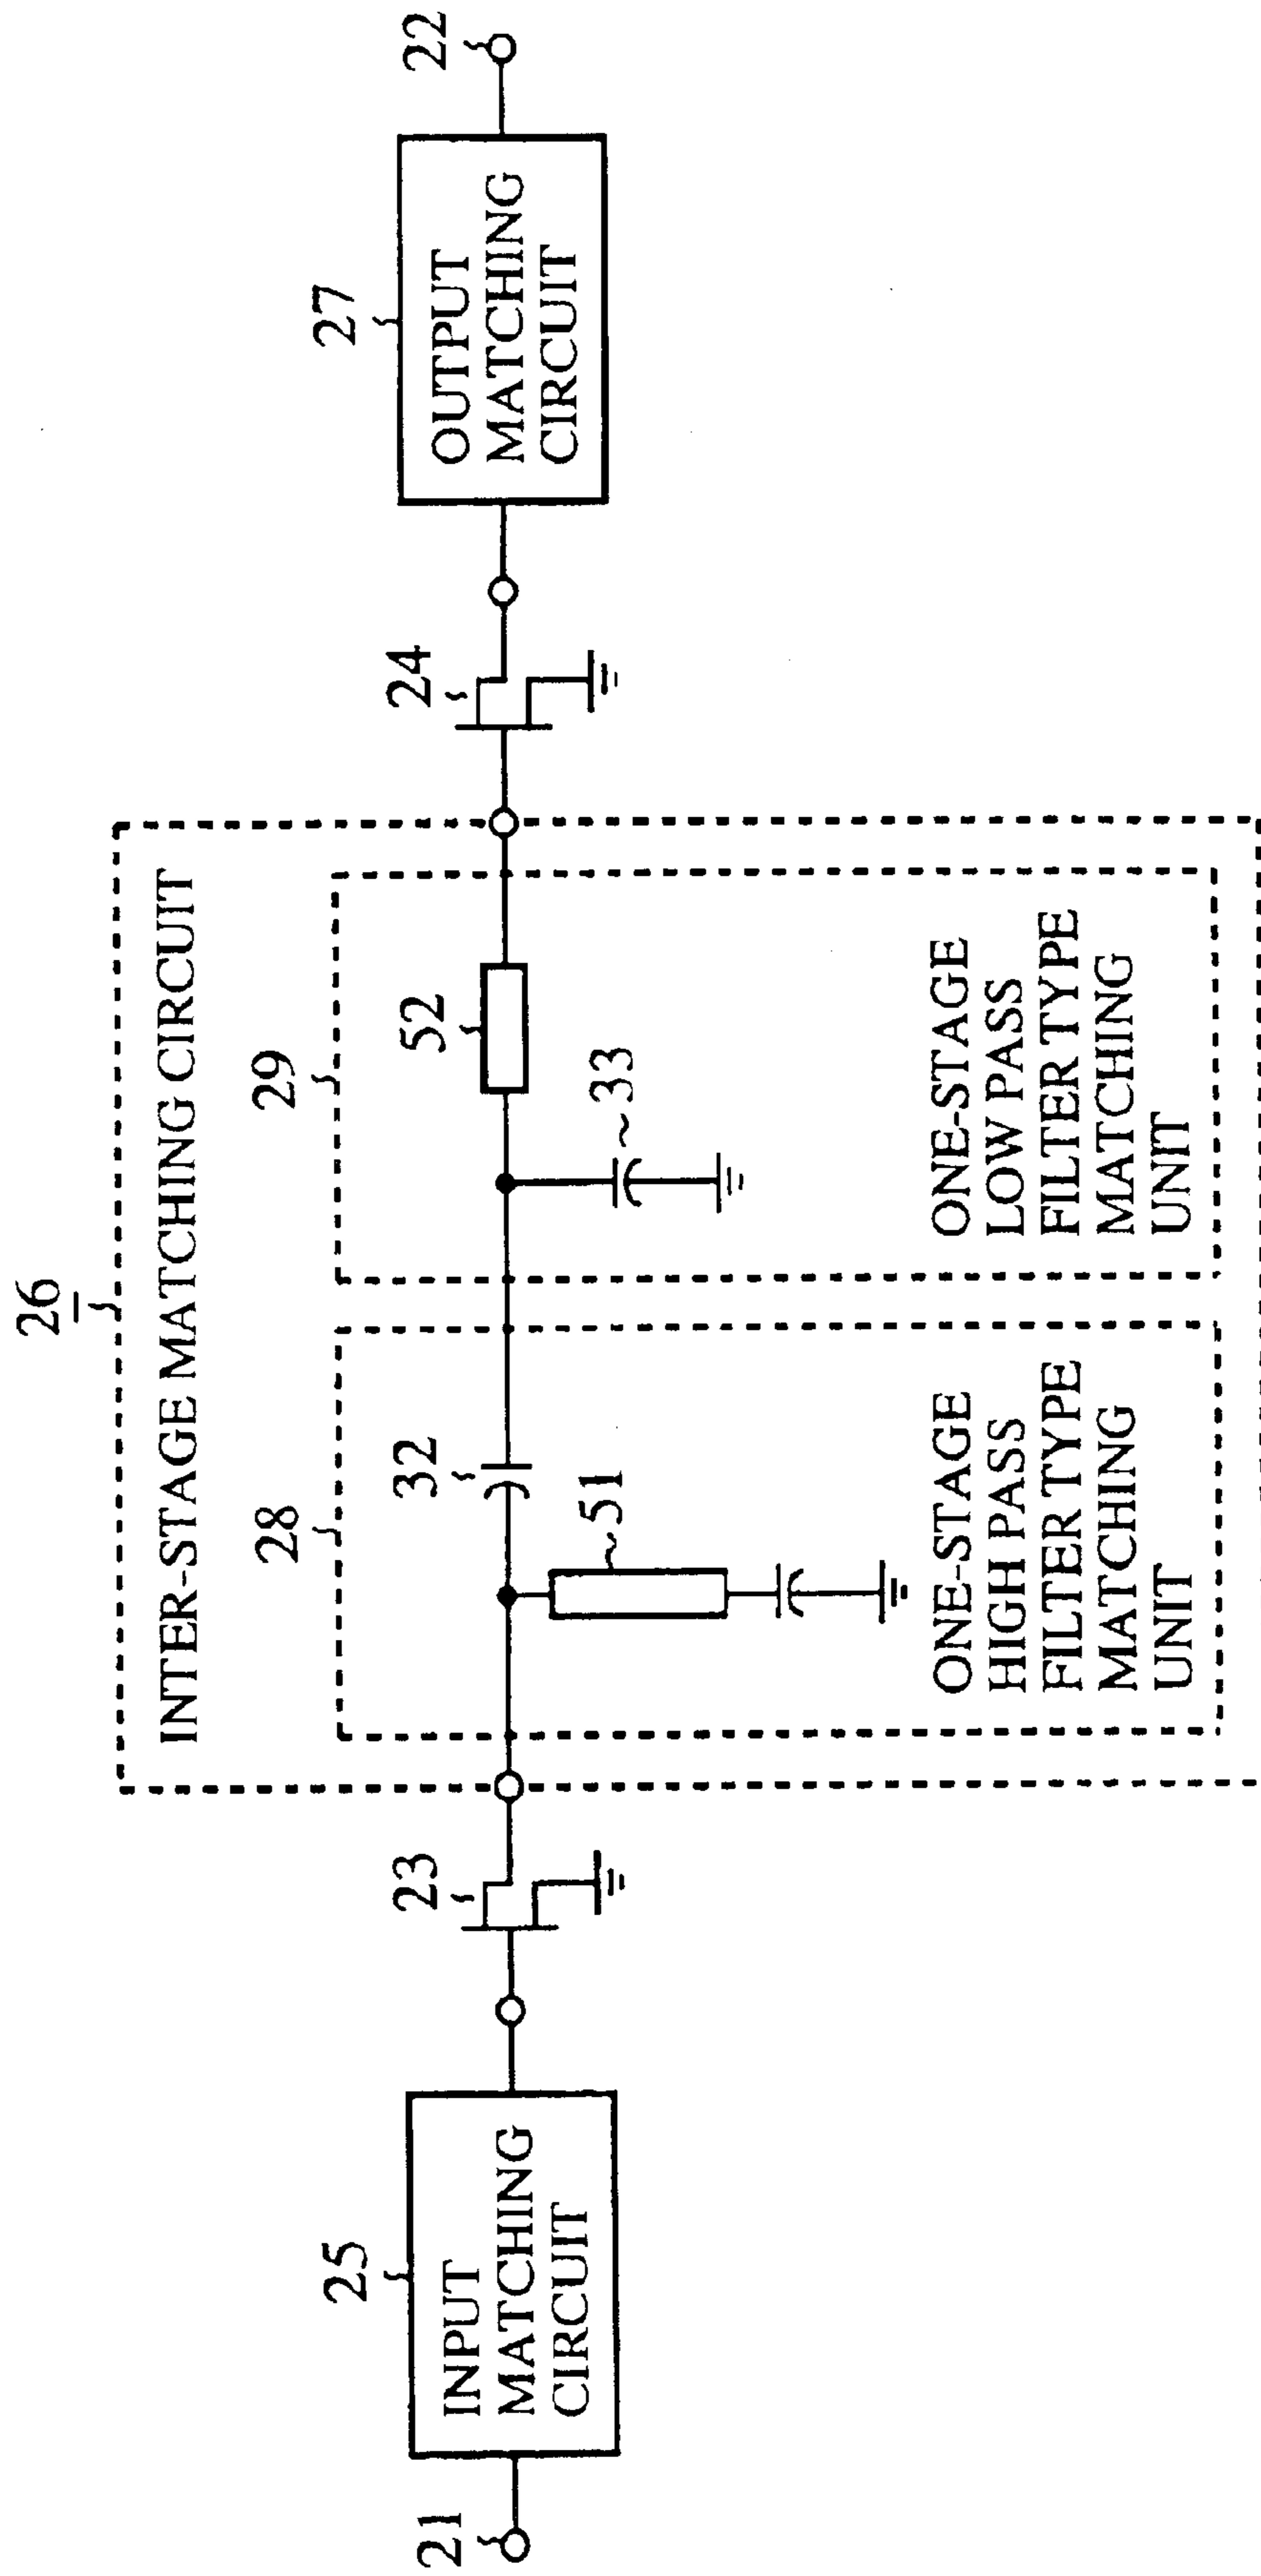 26
INTER-STAGE MATCHING CIRCUIT
28
29
25
27
21
INPUT
MATCHING
CIRCUIT
23
32
51
ONE-STAGE
HIGH PASS
FILTER TYPE
MATCHING
UNIT
52
33
ONE-STAGE
LOW PASS
FILTER TYPE
MATCHING
UNIT
24
OUTPUT
MATCHING
CIRCUIT
22